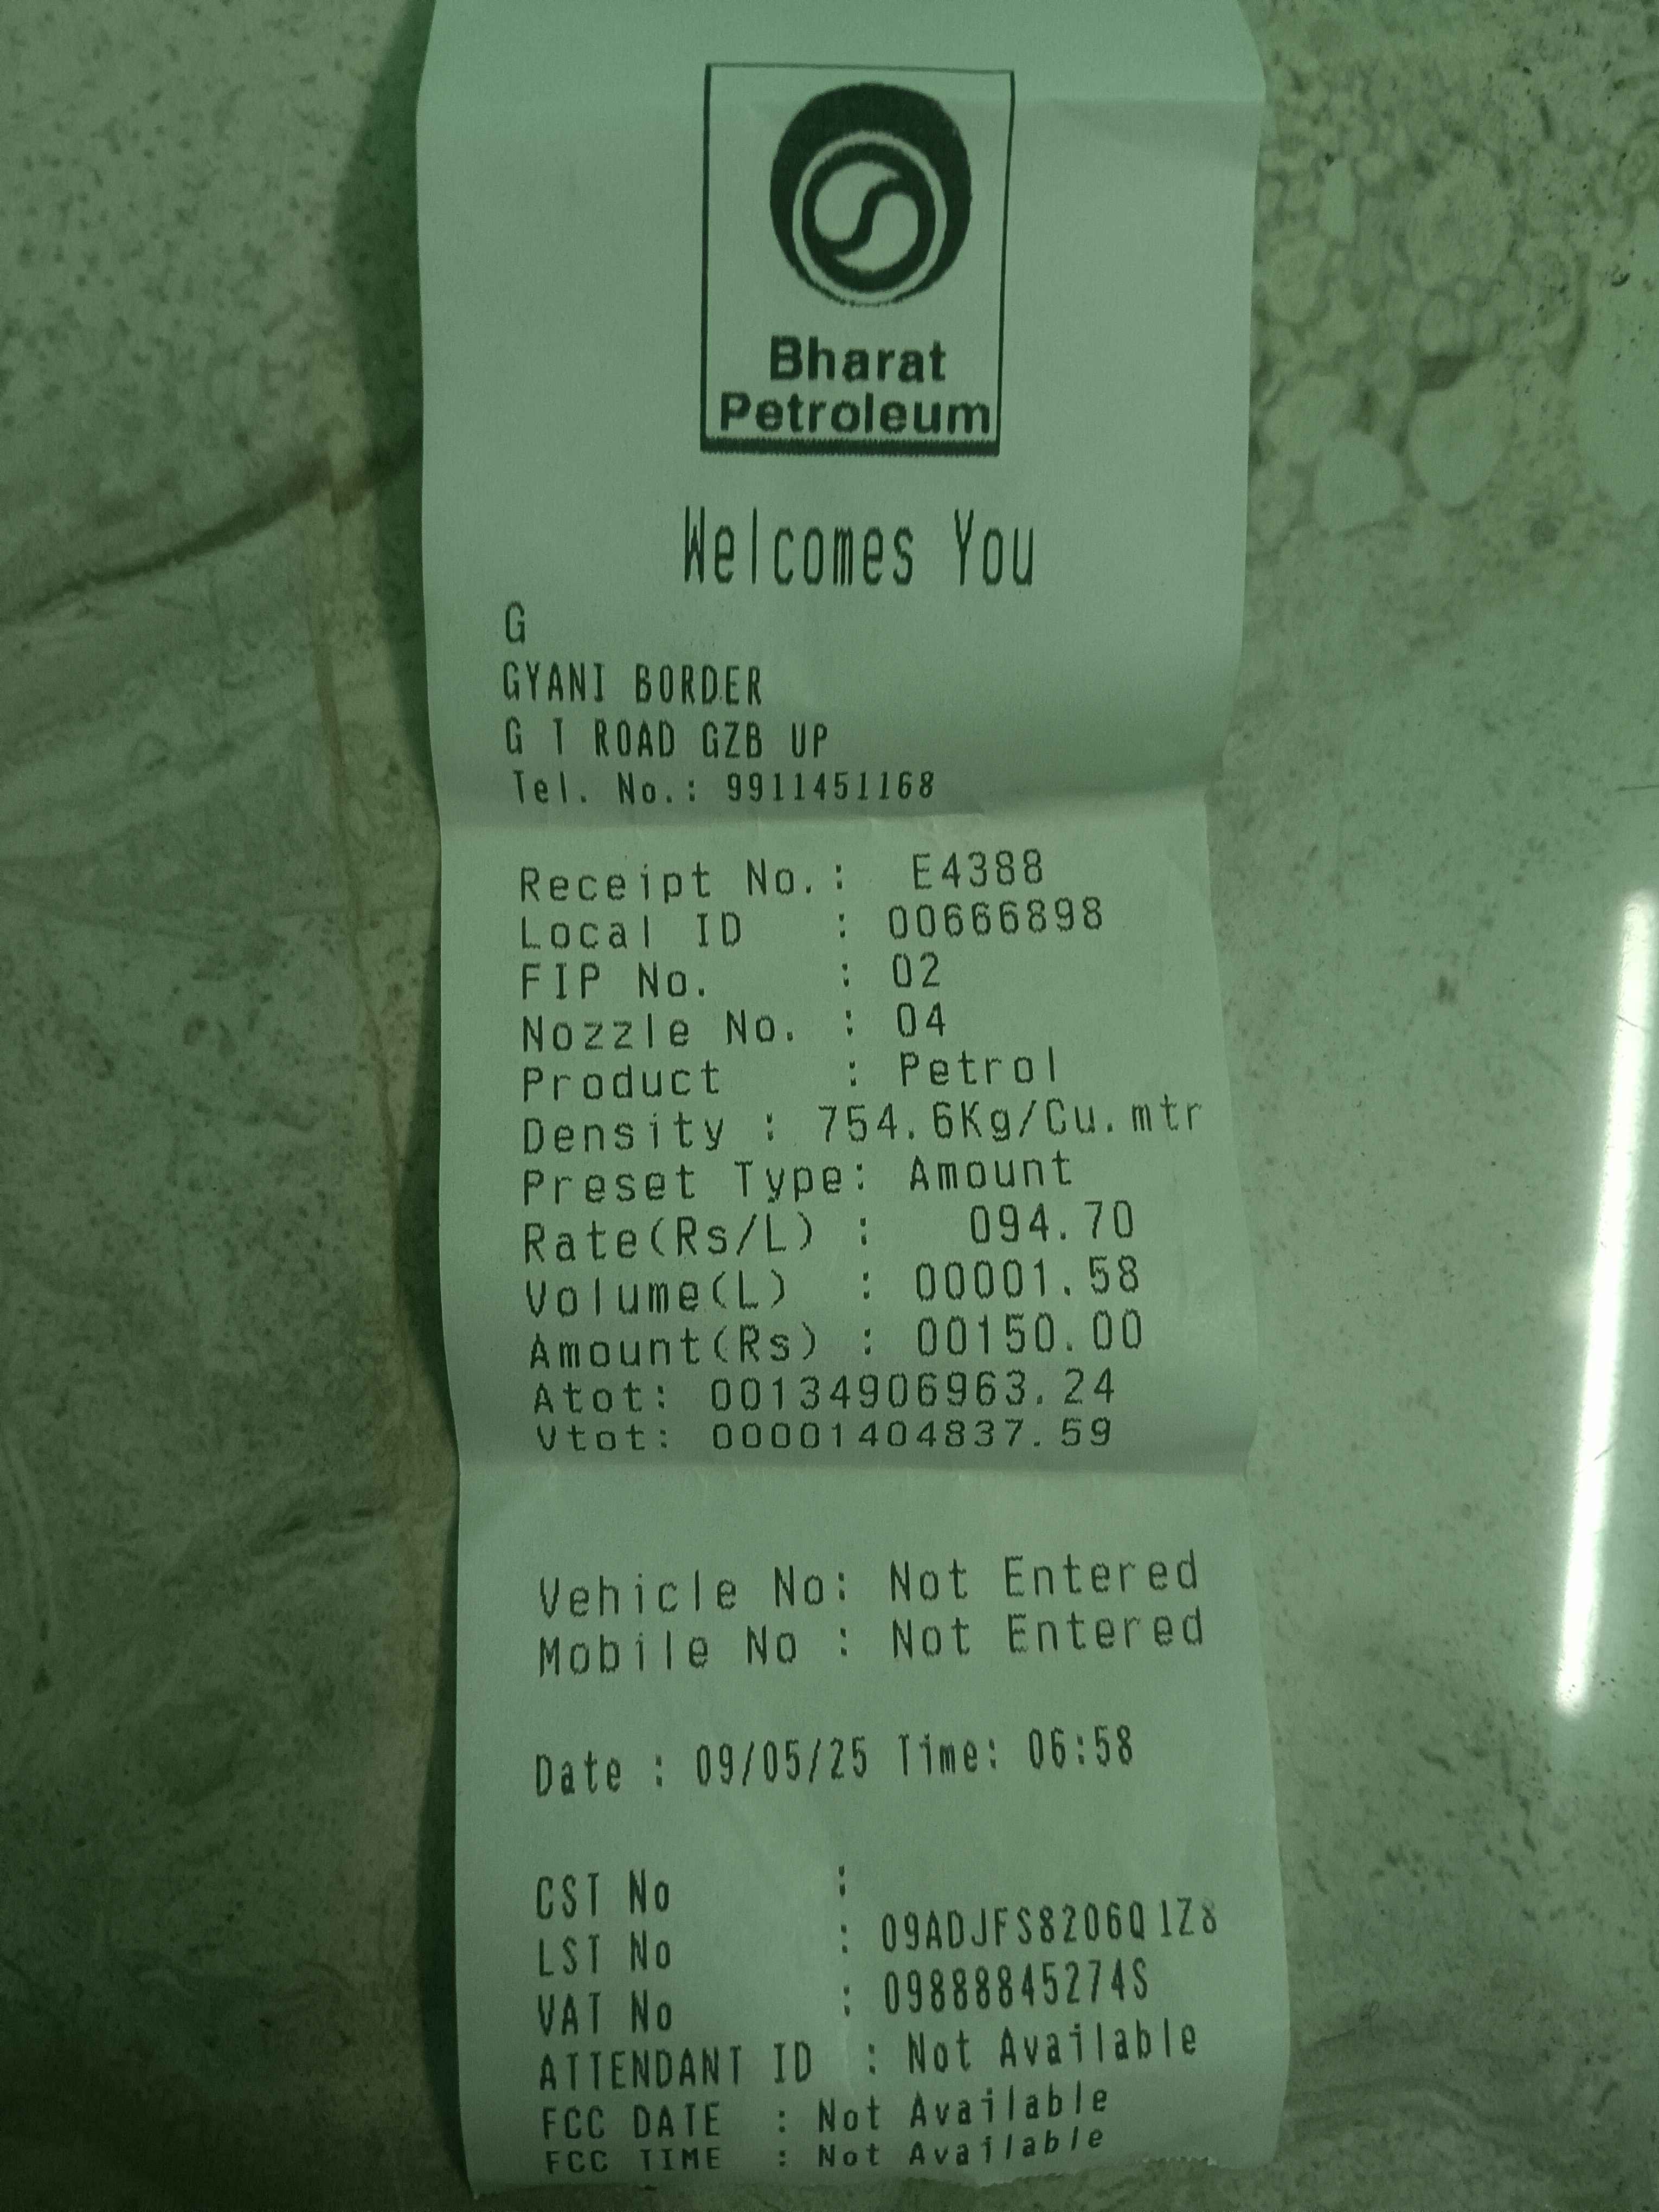 Bharat
Petroleum
Welcomes You
G
GYANI BORDER
G T ROAD GZB UP
Tel. No.: 9911451168
Receipt No.: E4388
Local ID : 00666898
FIP No. : 02
Nozzle No. : 04
Product : Petrol
Density : 754.6Kg/Cu.mtr
Preset Type: Amount
Rate(Rs/L) : 094.70
Volume(L) : 00001.58
Amount(Rs) : 00150.00
Atot: 00134906963.24
Vtot: 00001404837.59
Vehicle No: Not Entered
Mobile No : Not Entered
Date : 09/05/25 Time: 06:58
CST No :
LST No : 09ADJFS8206Q1Z8
VAT No : 09888845274S
ATTENDANT ID : Not Available
FCC DATE : Not Available
FCC TIME : Not Available